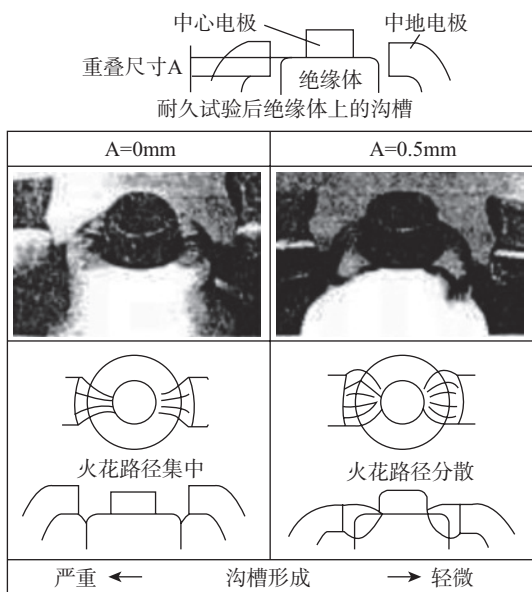 中心电极 中地电极
重叠尺寸A
绝缘体
耐久试验后绝缘体上的沟槽
A=0mm A=0.5mm
火花路径集中 火花路径分散
严重 沟槽形成 轻微